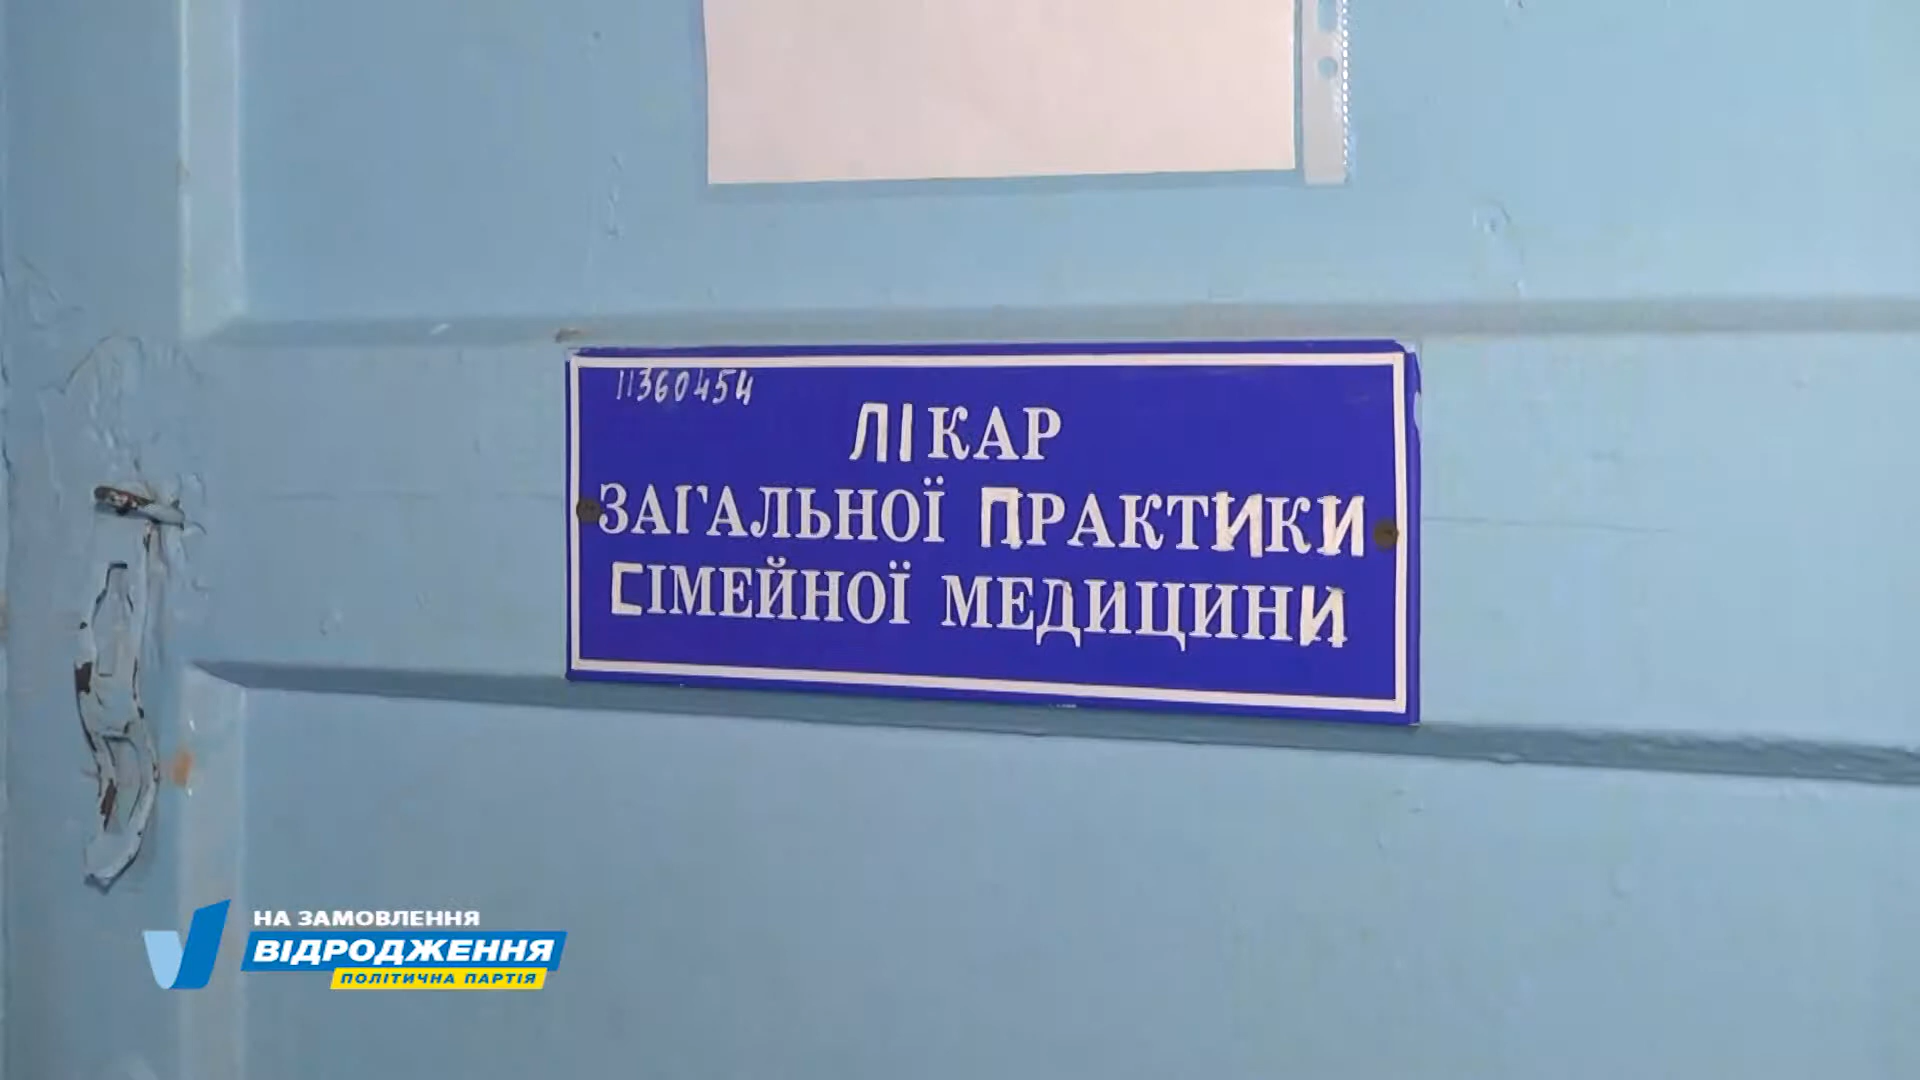 11360454
ЛІКАР
ЗАГАЛЬНОЇ ПРАКТИКИ
СІМЕЙНОЇ МЕДИЦИНИ
НА ЗАМОВЛЕННЯ
ВІДРОДЖЕННЯ
ПОЛІТИЧНА ПАРТІЯ